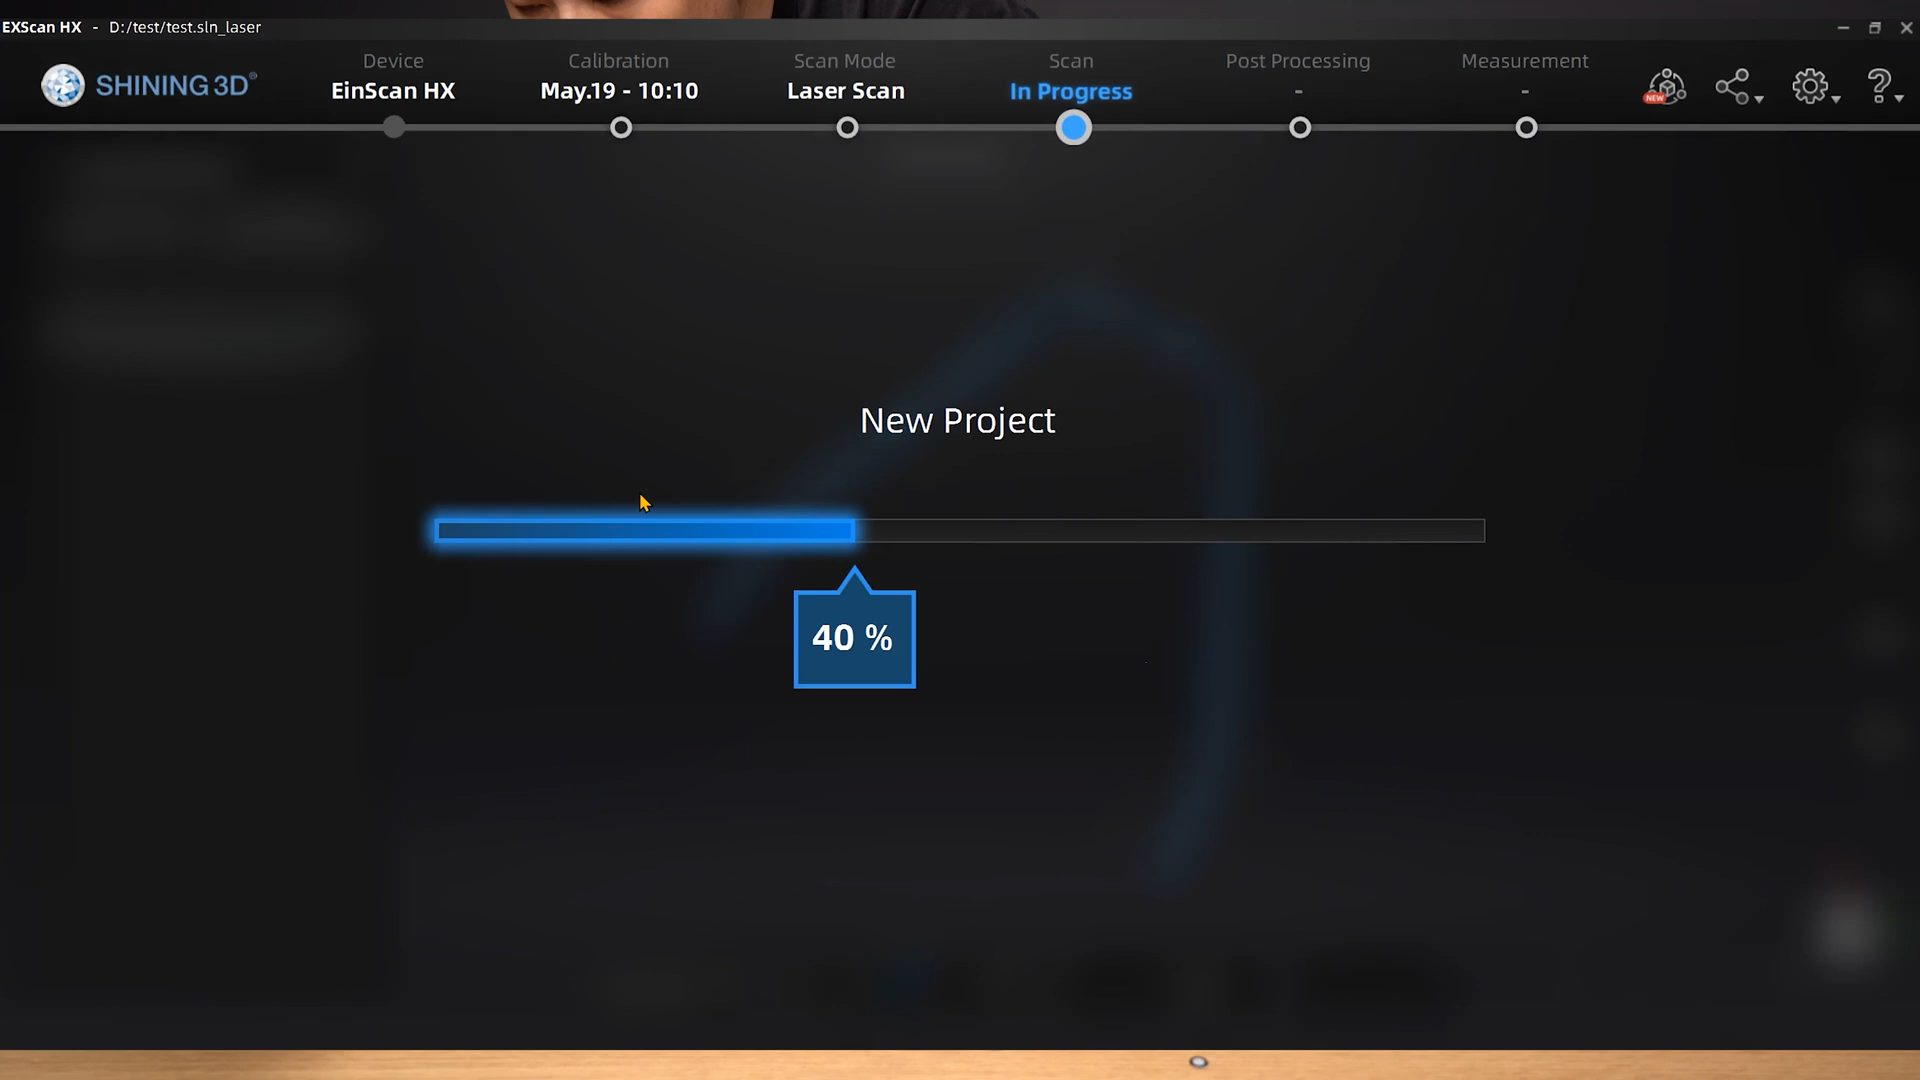 EXScan HX - D:/test/test.sln_laser
SHINING 3D®
Device
EinScan HX
Calibration
May.19 - 10:10
Scan Mode
Laser Scan
Scan
In Progress
Post Processing
-
Measurement
-
NEW
?
New Project
40 %